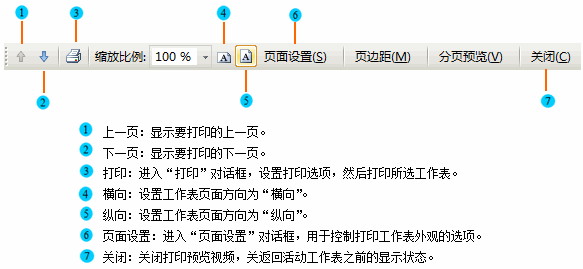 1 3 4 6
缩放比例: 100 % A A 页面设置(S) 页边距(M) 分页预览(V) 关闭(C)
2 5 7
1 上一页：显示要打印的上一页。
2 下一页：显示要打印的下一页。
3 打印：进入“打印”对话框，设置打印选项，然后打印所选工作表。
4 横向：设置工作表页面方向为“横向”。
5 纵向：设置工作表页面方向为“纵向”。
6 页面设置：进入“页面设置”对话框，用于控制打印工作表外观的选项。
7 关闭：关闭打印预览视频，关返回活动工作表之前的显示状态。